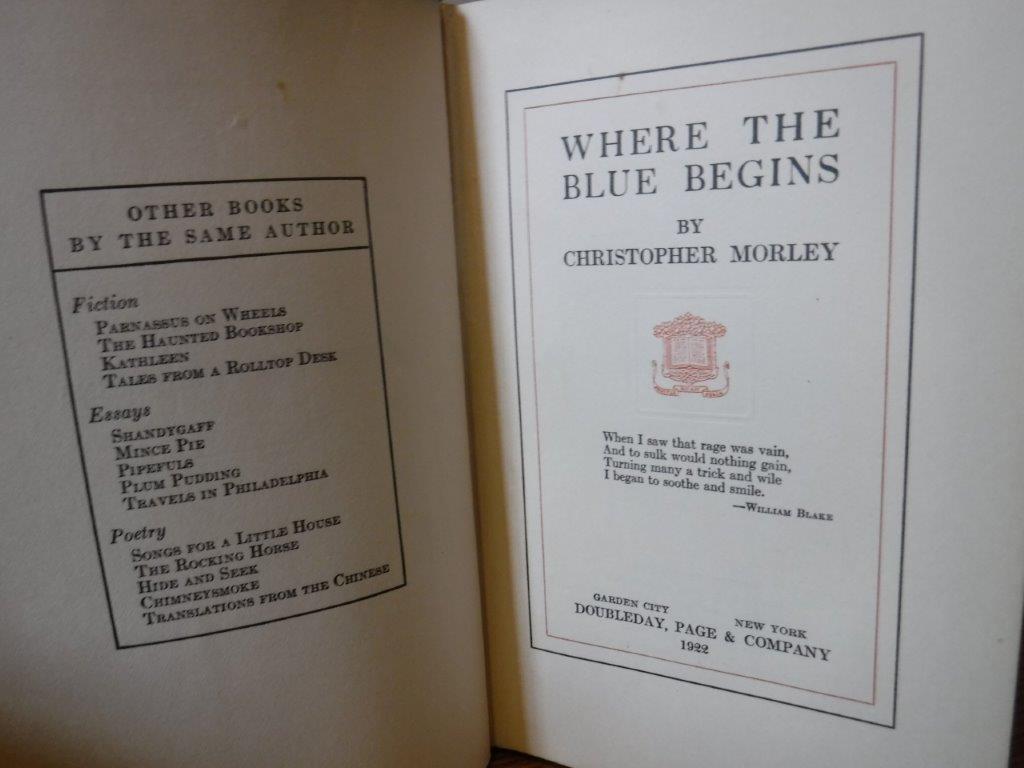 OTHER BOOKS
BY THE SAME AUTHOR
Fiction
PARNASSUS ON WHEELS
THE HAUNTED BOOKSHOP
KATHLEEN
TALES FROM A ROLLTOP DESK
Essays
SHANDYGAFF
MINCE PIE
PIPEFULS
PLUM PUDDING
TRAVELS IN PHILADELPHIA
Poetry
SONGS FOR A LITTLE HOUSE
THE ROCKING HORSE
HIDE AND SEEK
CHIMNEYSMOKE
TRANSLATIONS FROM THE CHINESE
WHERE THE
BLUE BEGINS
BY
CHRISTOPHER MORLEY
When I saw that rage was vain,
And to sulk would nothing gain,
Turning many a trick and wile
I began to soothe and smile.
—WILLIAM BLAKE
GARDEN CITY NEW YORK
DOUBLEDAY, PAGE & COMPANY
1922